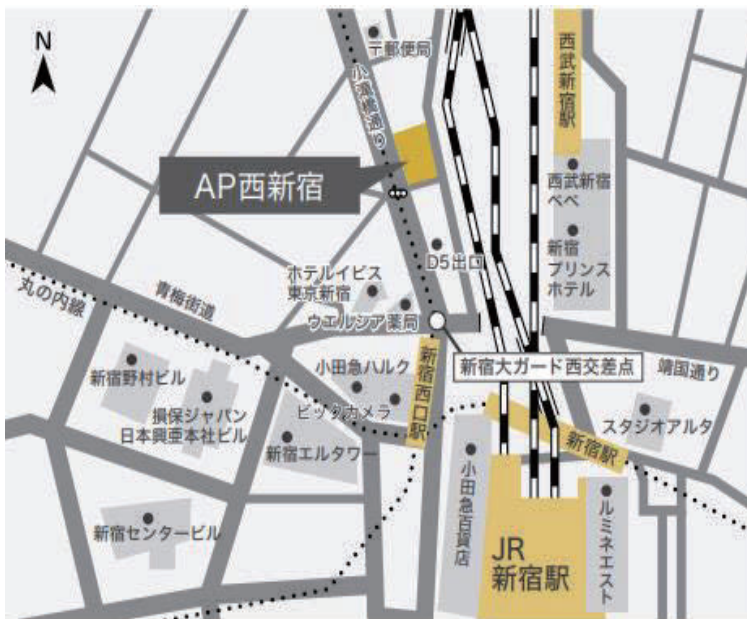 N
〒郵便局
小滝橋通り
西武新宿駅
AP西新宿
西武新宿
ペペ
D5出口
新宿
プリンス
ホテル
ホテルイビス
東京新宿
丸の内線
青梅街道
ウエルシア薬局
新宿大ガード西交差点
靖国通り
新宿西口駅
小田急ハルク
ビックカメラ
新宿野村ビル
損保ジャパン
日本興亜本社ビル
新宿エルタワー
スタジオアルタ
新宿駅
小田急百貨店
新宿センタービル
JR
新宿駅
ルミネエスト